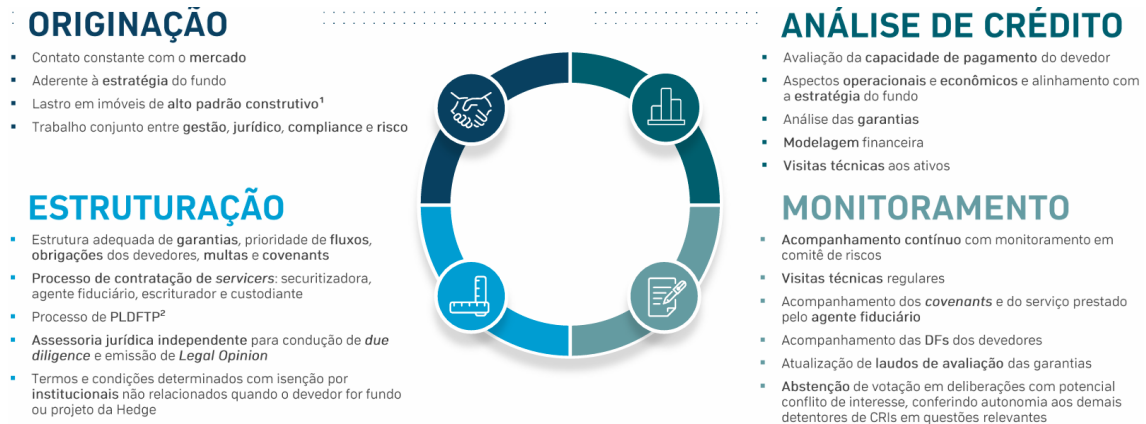 ORIGINAÇÃO
▪ Contato constante com o mercado
▪ Aderente à estratégia do fundo
▪ Lastro em imóveis de alto padrão construtivo¹
▪ Trabalho conjunto entre gestão, jurídico, compliance e risco
ANÁLISE DE CRÉDITO
▪ Avaliação da capacidade de pagamento do devedor
▪ Aspectos operacionais e econômicos e alinhamento com
a estratégia do fundo
▪ Análise das garantias
▪ Modelagem financeira
▪ Visitas técnicas aos ativos
ESTRUTURAÇÃO
▪ Estrutura adequada de garantias, prioridade de fluxos,
obrigações dos devedores, multas e covenants
▪ Processo de contratação de servicers: securitizadora,
agente fiduciário, escriturador e custodiante
▪ Processo de PLDFTP²
▪ Assessoria jurídica independente para condução de due
diligence e emissão de Legal Opinion
▪ Termos e condições determinados com isenção por
institucionais não relacionados quando o devedor for fundo
ou projeto da Hedge
MONITORAMENTO
▪ Acompanhamento contínuo com monitoramento em
comitê de riscos
▪ Visitas técnicas regulares
▪ Acompanhamento dos covenants e do serviço prestado
pelo agente fiduciário
▪ Acompanhamento das DFs dos devedores
▪ Atualização de laudos de avaliação das garantias
▪ Abstenção de votação em deliberações com potencial
conflito de interesse, conferindo autonomia aos demais
detentores de CRIs em questões relevantes